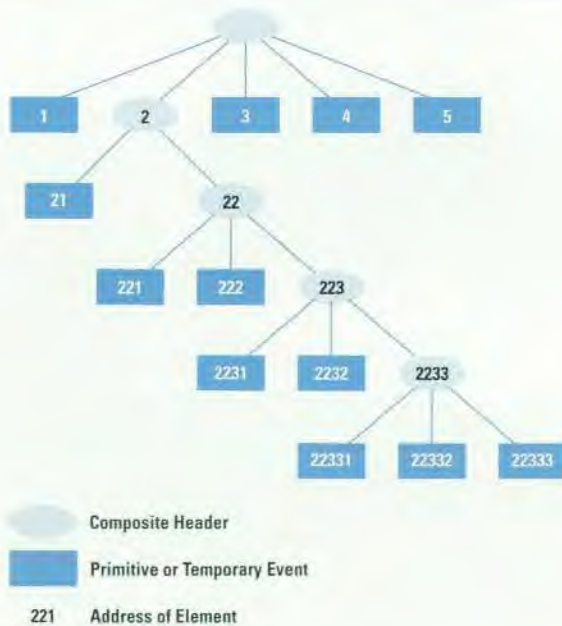 1 2 3 4 5
21 22
221 222 223
2231 2232 2233
22331 22332 22333
Composite Header
Primitive or Temporary Event
221 Address of Element